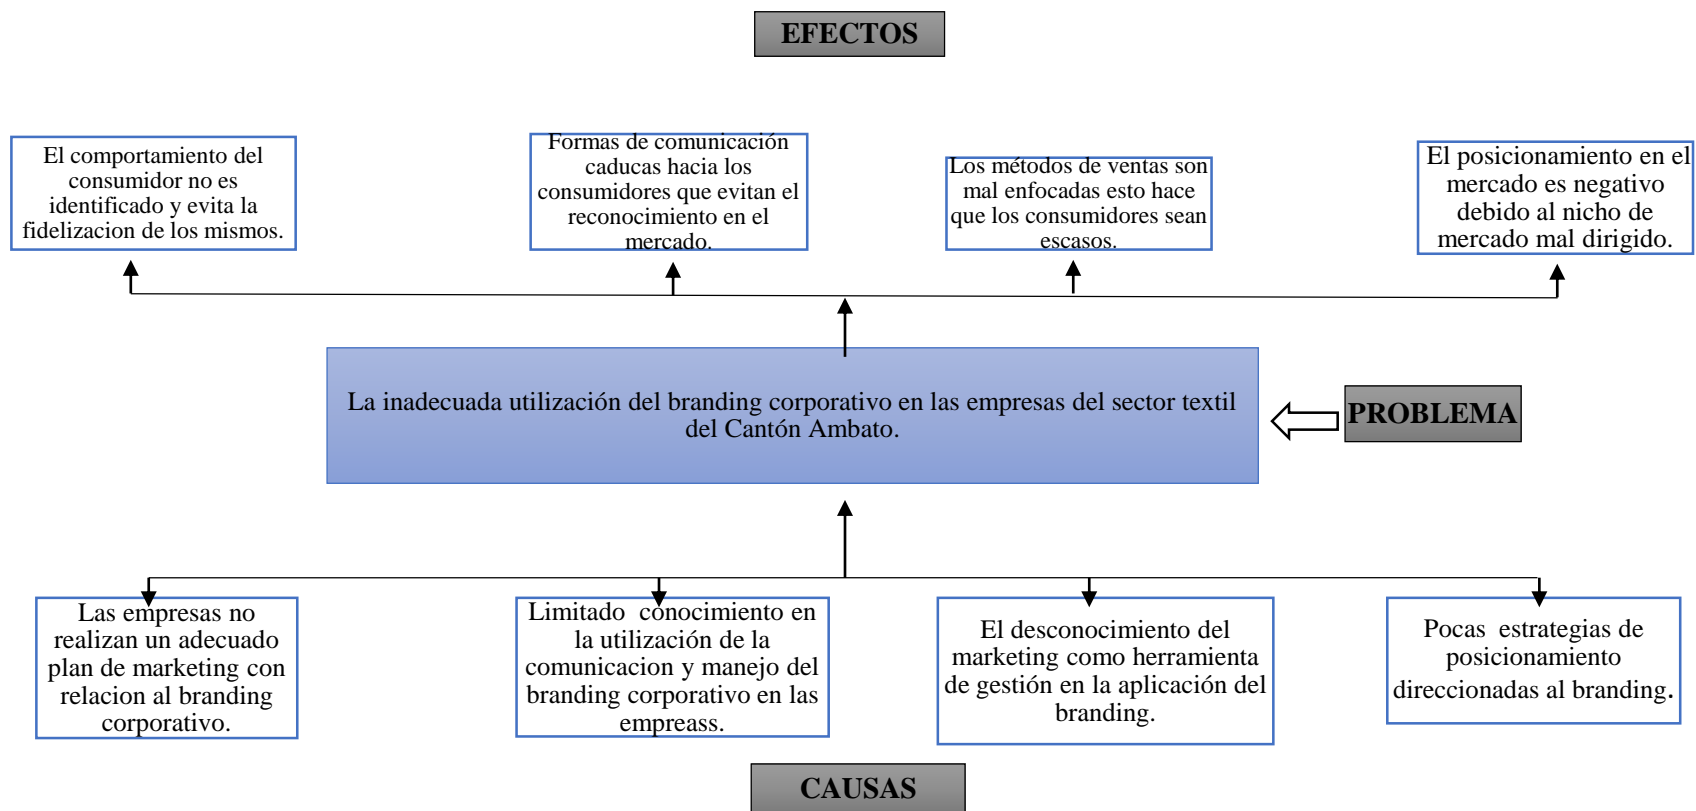 EFECTOS
El comportamiento del
consumidor no es
identificado y evita la
fidelizacion de los mismos.
Formas de comunicación
caducas hacia los
consumidores que evitan el
reconocimiento en el
mercado.
Los métodos de ventas son
mal enfocadas esto hace
que los consumidores sean
escasos.
El posicionamiento en el
mercado es negativo
debido al nicho de
mercado mal dirigido.
La inadecuada utilización del branding corporativo en las empresas del sector textil
del Cantón Ambato.
PROBLEMA
Las empresas no
realizan un adecuado
plan de marketing con
relacion al branding
corporativo.
Limitado conocimiento en
la utilización de la
comunicacion y manejo del
branding corporativo en las
empreass.
El desconocimiento del
marketing como herramienta
de gestión en la aplicación del
branding.
Pocas estrategias de
posicionamiento
direccionadas al branding.
CAUSAS